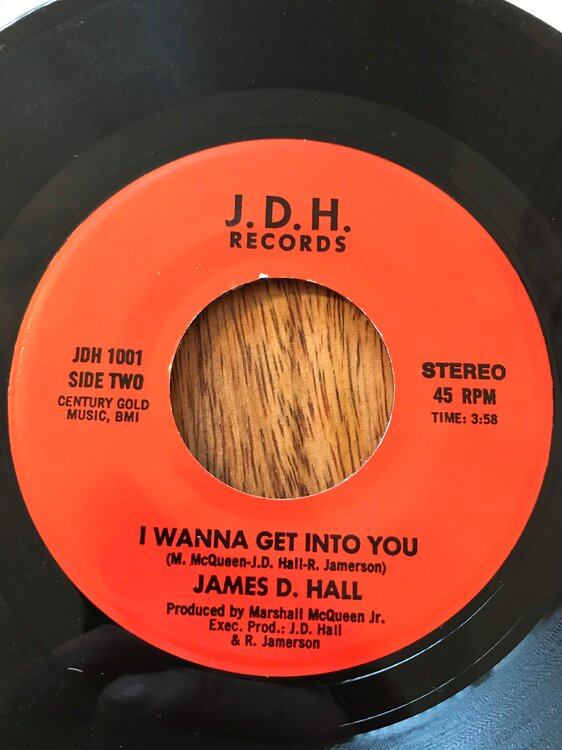 J.D.H.
RECORDS
JDH 1001
SIDE TWO
CENTURY GOLD
MUSIC, BMI
STEREO
45 RPM
TIME: 3:58
I WANNA GET INTO YOU
(M. McQUEEN-J.D. Hall-R. Jamerson)
JAMES D. HALL
Produced by Marshall McQueen Jr.
Exec. Prod.: J.D. Hall
& R. Jamerson